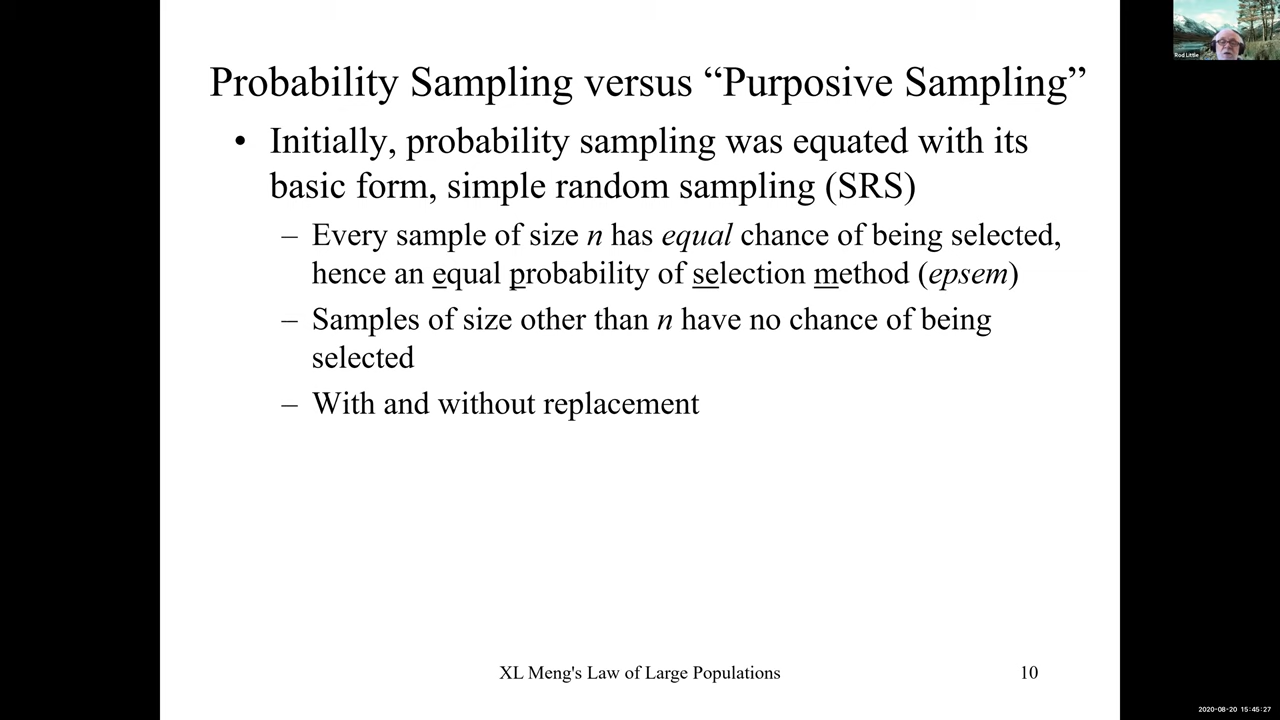 Rod Little
Probability Sampling versus “Purposive Sampling”
• Initially, probability sampling was equated with its
basic form, simple random sampling (SRS)
– Every sample of size n has equal chance of being selected,
hence an equal probability of selection method (epsem)
– Samples of size other than n have no chance of being
selected
– With and without replacement
XL Meng's Law of Large Populations
10
2020-08-20 15:45:27